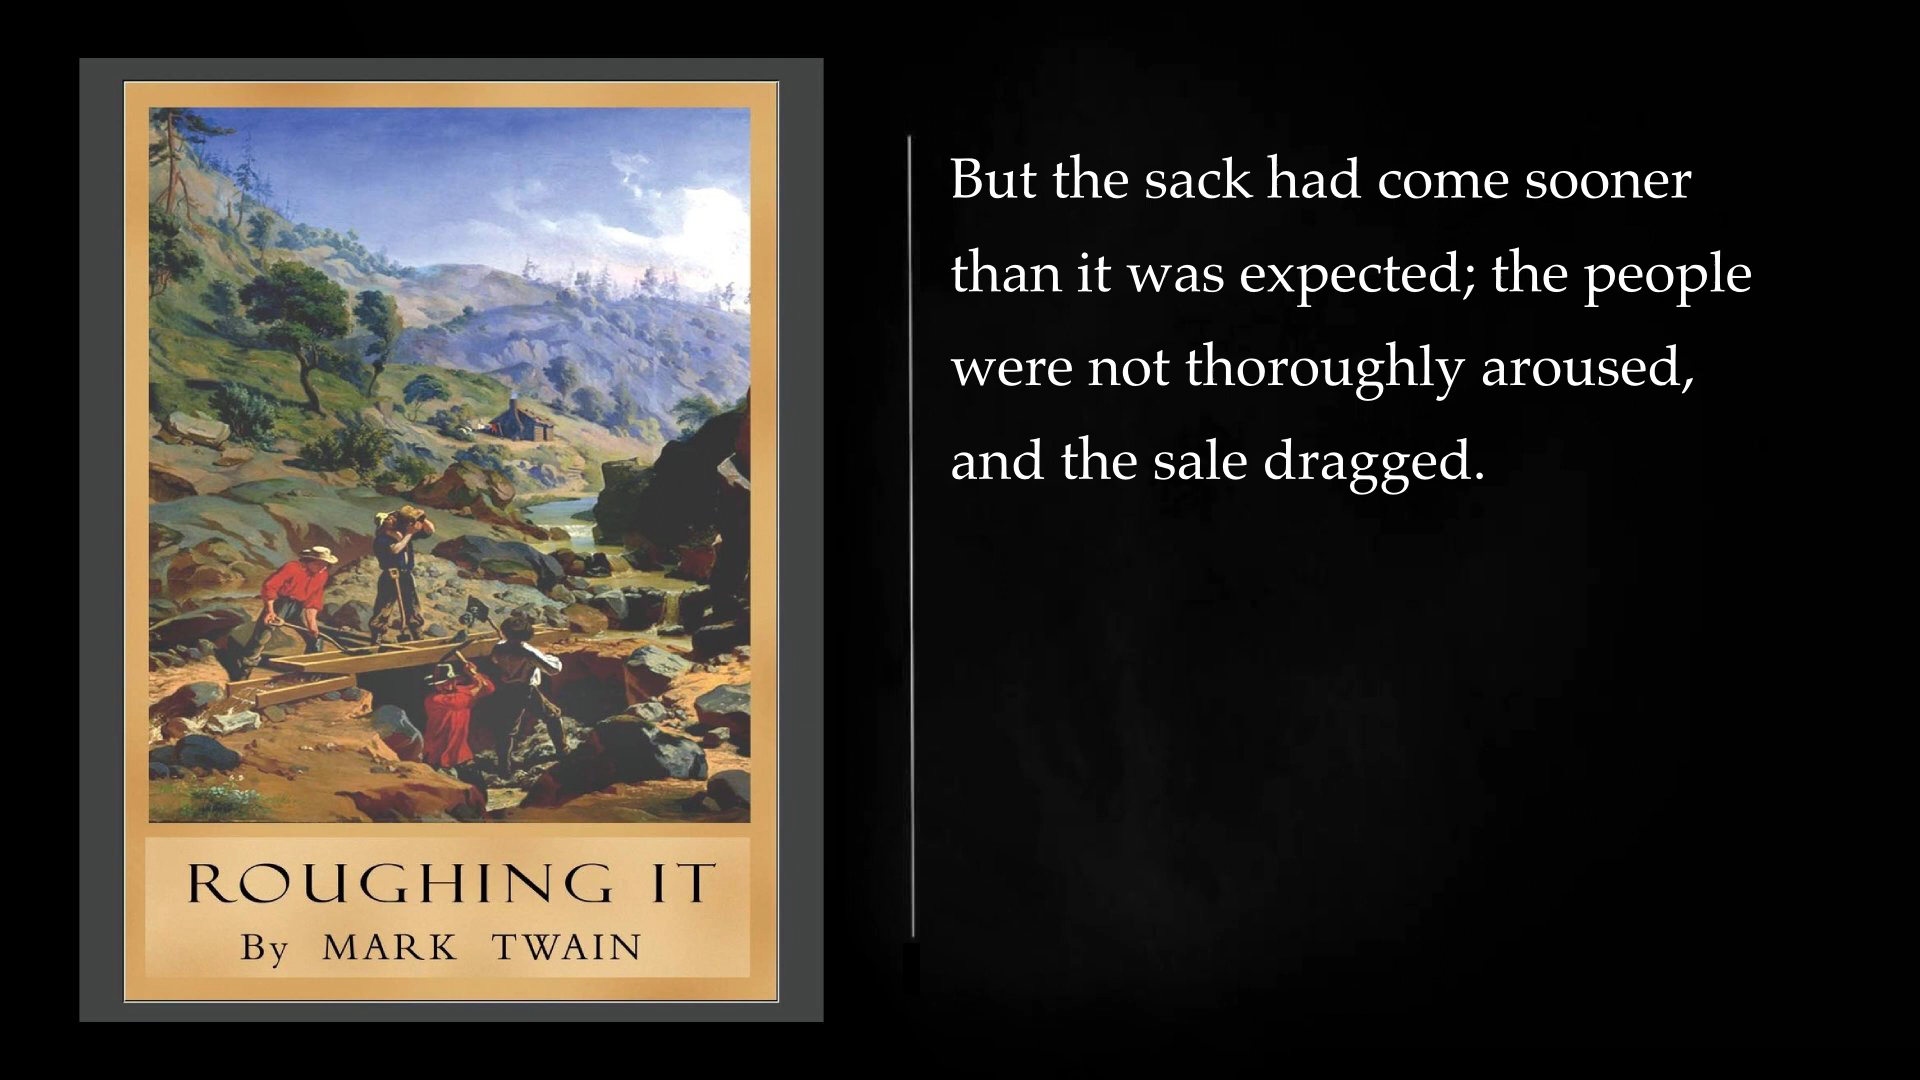 ROUGHING IT
By MARK TWAIN
But the sack had come sooner
than it was expected; the people
were not thoroughly aroused,
and the sale dragged.